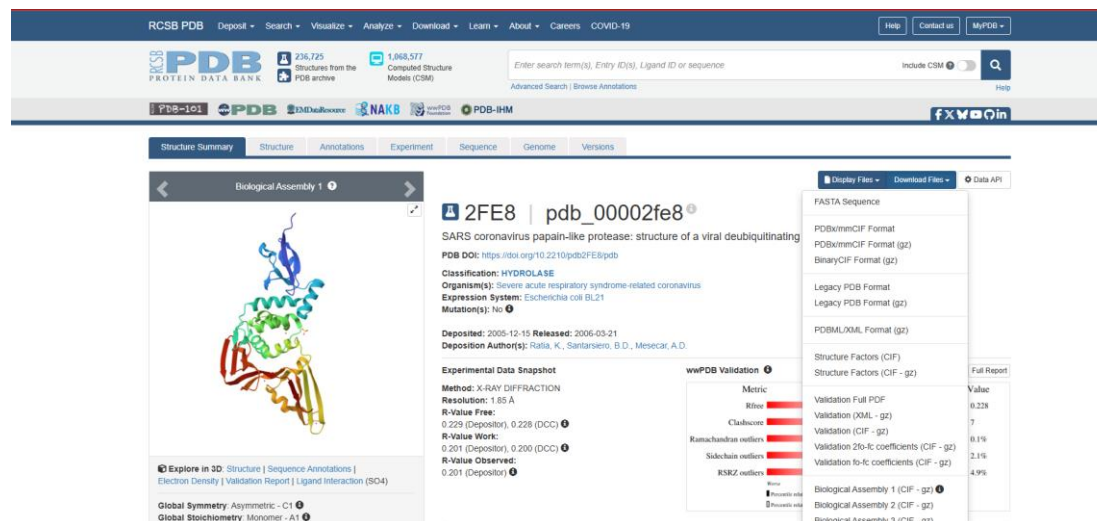 RCSB PDB Deposit Search Visualize Analyze Download Learn About Careers COVID-19 Help Contact us MyPDB
RCSB PDB
PROTEIN DATA BANK
236,725
Structures from the
PDB archive
1,068,577
Computed Structure
Models (CSM)
Enter search term(s), Entry ID(s), Ligand ID or sequence
Include CSM
Advanced Search | Browse Annotations
Help
PDB-101 PDB EMDataResource NAKB wwPDB Foundation PDB-IHM
Structure Summary Structure Annotations Experiment Sequence Genome Versions
Biological Assembly 1
Display Files Download Files Data API
2FE8 | pdb_00002fe8
SARS coronavirus papain-like protease: structure of a viral deubiquitinating
PDB DOI: https://doi.org/10.2210/pdb2FE8/pdb
Classification: HYDROLASE
Organism(s): Severe acute respiratory syndrome-related coronavirus
Expression System: Escherichia coli BL21
Mutation(s): No
Deposited: 2005-12-15 Released: 2006-03-21
Deposition Author(s): Ratia, K., Santarsiero, B.D., Mesecar, A.D.
Experimental Data Snapshot
Method: X-RAY DIFFRACTION
Resolution: 1.85 Å
R-Value Free:
0.229 (Depositor), 0.228 (DCC)
R-Value Work:
0.201 (Depositor), 0.200 (DCC)
R-Value Observed:
0.201 (Depositor)
wwPDB Validation
Full Report
Metric
Value
Rfree
0.228
Clashscore
7
Ramachandran outliers
0.1%
Sidechain outliers
2.1%
RSRZ outliers
4.9%
Worse
FASTA Sequence
PDBx/mmCIF Format
PDBx/mmCIF Format (gz)
BinaryCIF Format (gz)
Legacy PDB Format
Legacy PDB Format (gz)
PDBML/XML Format (gz)
Structure Factors (CIF)
Structure Factors (CIF - gz)
Validation Full PDF
Validation (XML - gz)
Validation (CIF - gz)
Validation 2fo-fc coefficients (CIF - gz)
Validation fo-fc coefficients (CIF - gz)
Biological Assembly 1 (CIF - gz)
Biological Assembly 2 (CIF - gz)
Biological Assembly 3 (CIF - gz)
Explore in 3D: Structure | Sequence Annotations |
Electron Density | Validation Report | Ligand Interaction (SO4)
Global Symmetry: Asymmetric - C1
Global Stoichiometry: Monomer - A1